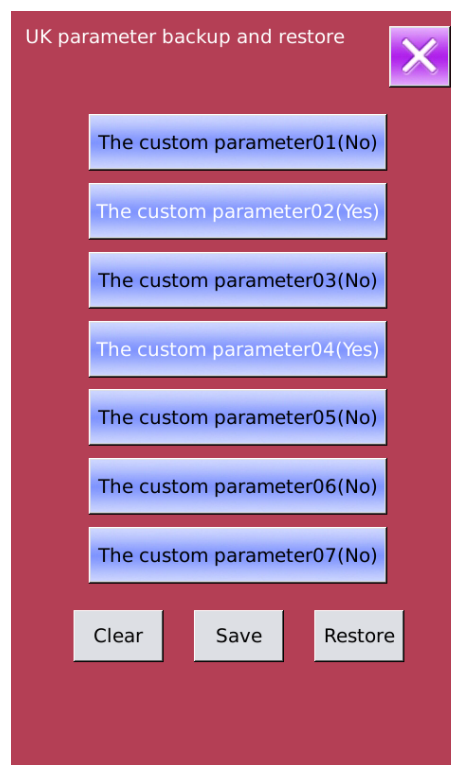 UK parameter backup and restore
The custom parameter01(No)
The custom parameter02(Yes)
The custom parameter03(No)
The custom parameter04(Yes)
The custom parameter05(No)
The custom parameter06(No)
The custom parameter07(No)
Clear Save Restore